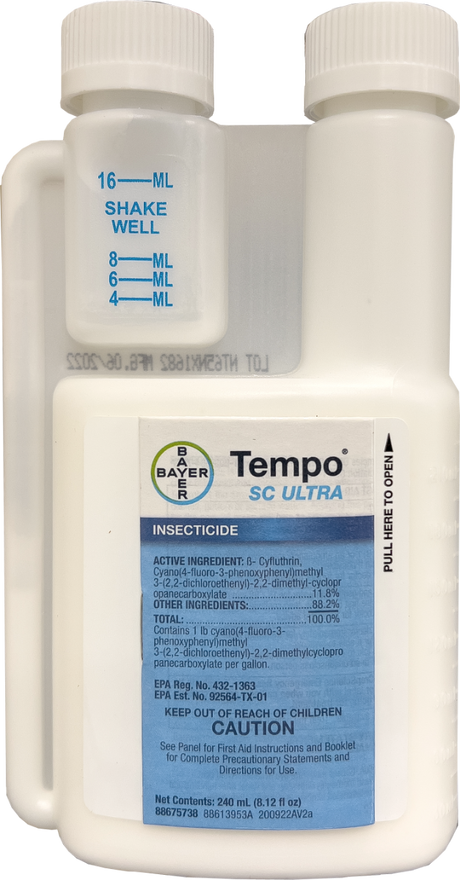 16 ML
SHAKE
WELL
8 ML
6 ML
4 ML
LOT NT65NX1682 MFG.06/2022
BAYER
BAYER
Tempo®
SC ULTRA
PULL HERE TO OPEN
INSECTICIDE
ACTIVE INGREDIENT: ß- Cyfluthrin,
Cyano(4-fluoro-3-phenoxyphenyl)methyl
3-(2,2-dichloroethenyl)-2,2-dimethyl-cyclopr
opanecarboxylate ..............................11.8%
OTHER INGREDIENTS:.......................88.2%
TOTAL: ..............................................100.0%
Contains 1 lb cyano(4-fluoro-3-
phenoxyphenyl)methyl
3-(2,2-dichloroethenyl)-2,2-dimethylcyclopro
panecarboxylate per gallon.
EPA Reg. No. 432-1363
EPA Est. No. 92564-TX-01
KEEP OUT OF REACH OF CHILDREN
CAUTION
See Panel for First Aid Instructions and Booklet
for Complete Precautionary Statements and
Directions for Use.
Net Contents: 240 mL (8.12 fl oz)
88675738 88613953A 200922AV2a